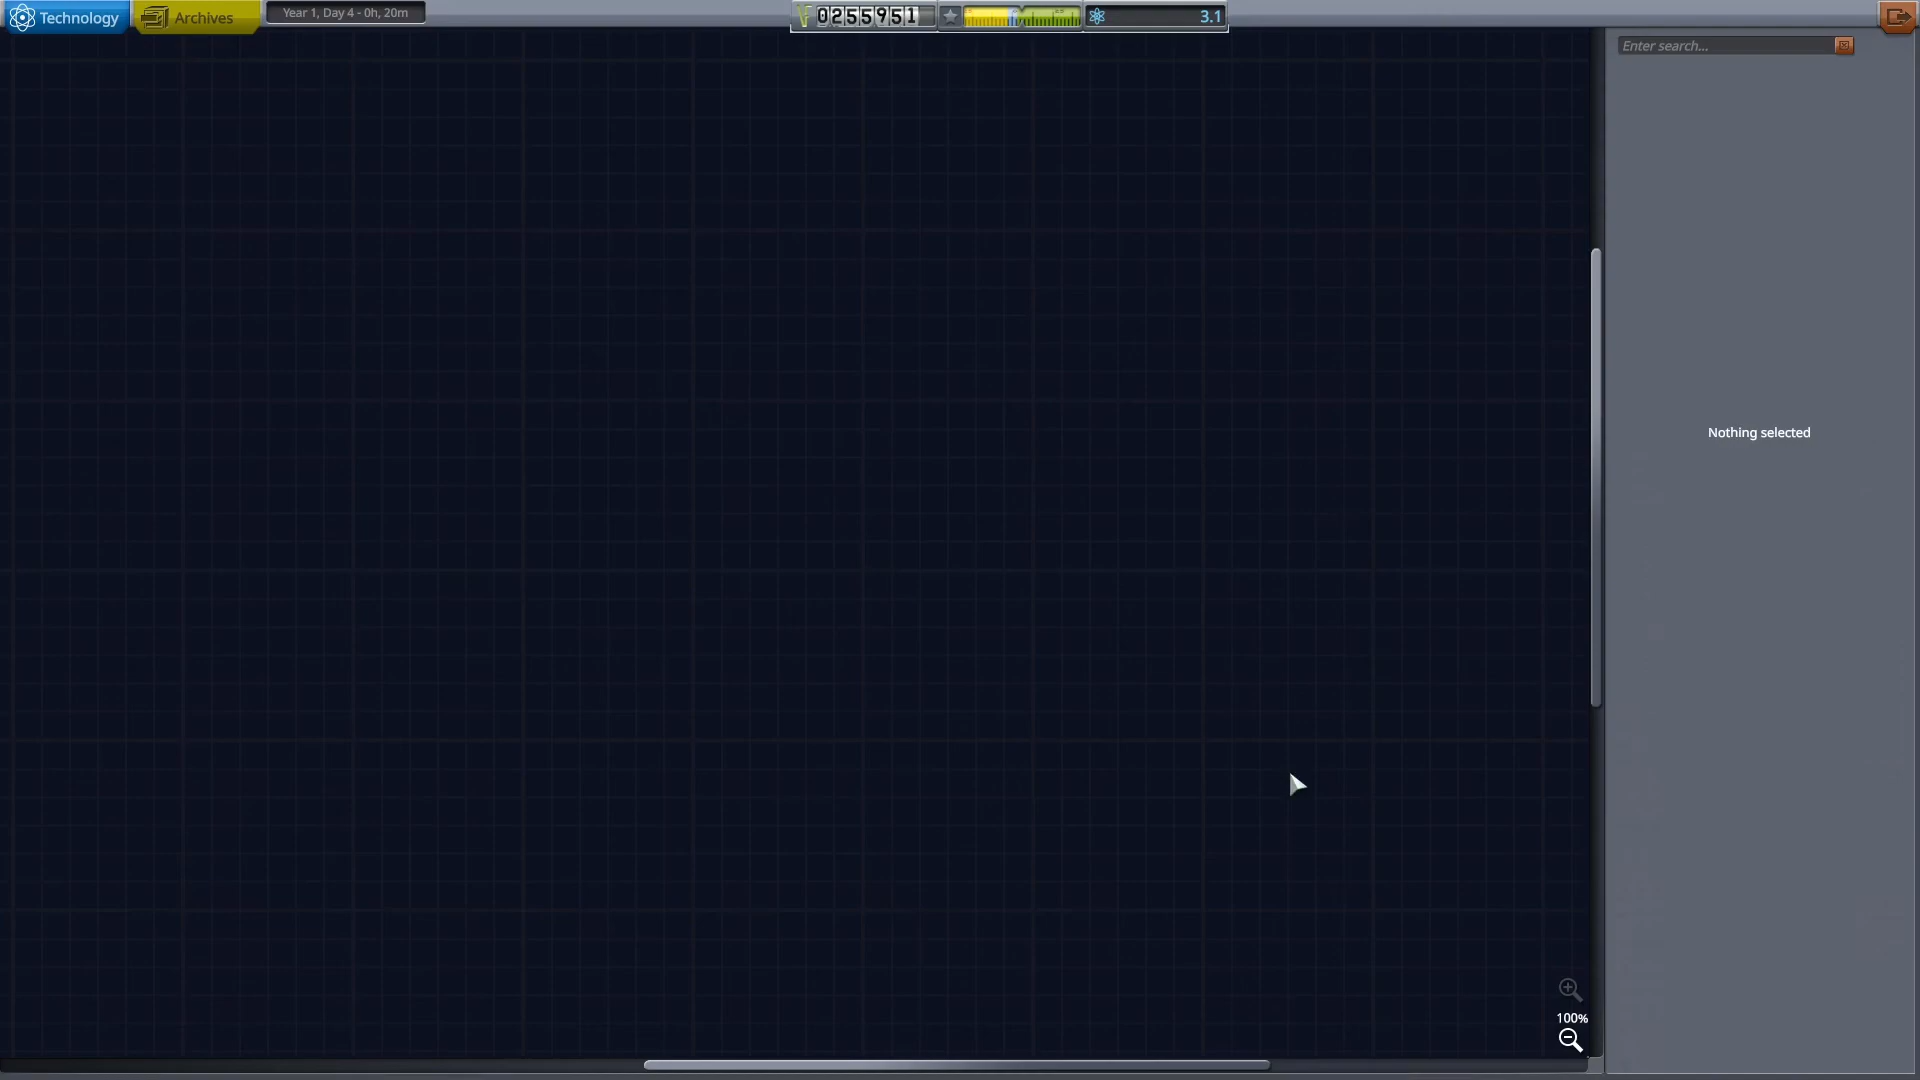 Technology
Archives
Year 1, Day 4 - 0h, 20m
0255951
3.1
Enter search...
Nothing selected
100%